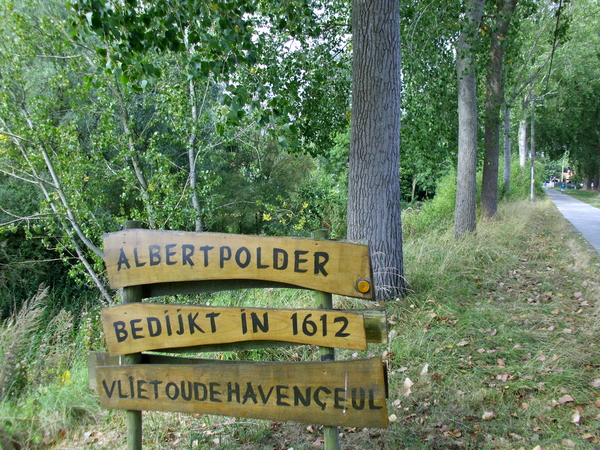 ALBERTPOLDER
BEDIJKT IN 1612
VLIET OUDE HAVENGEUL